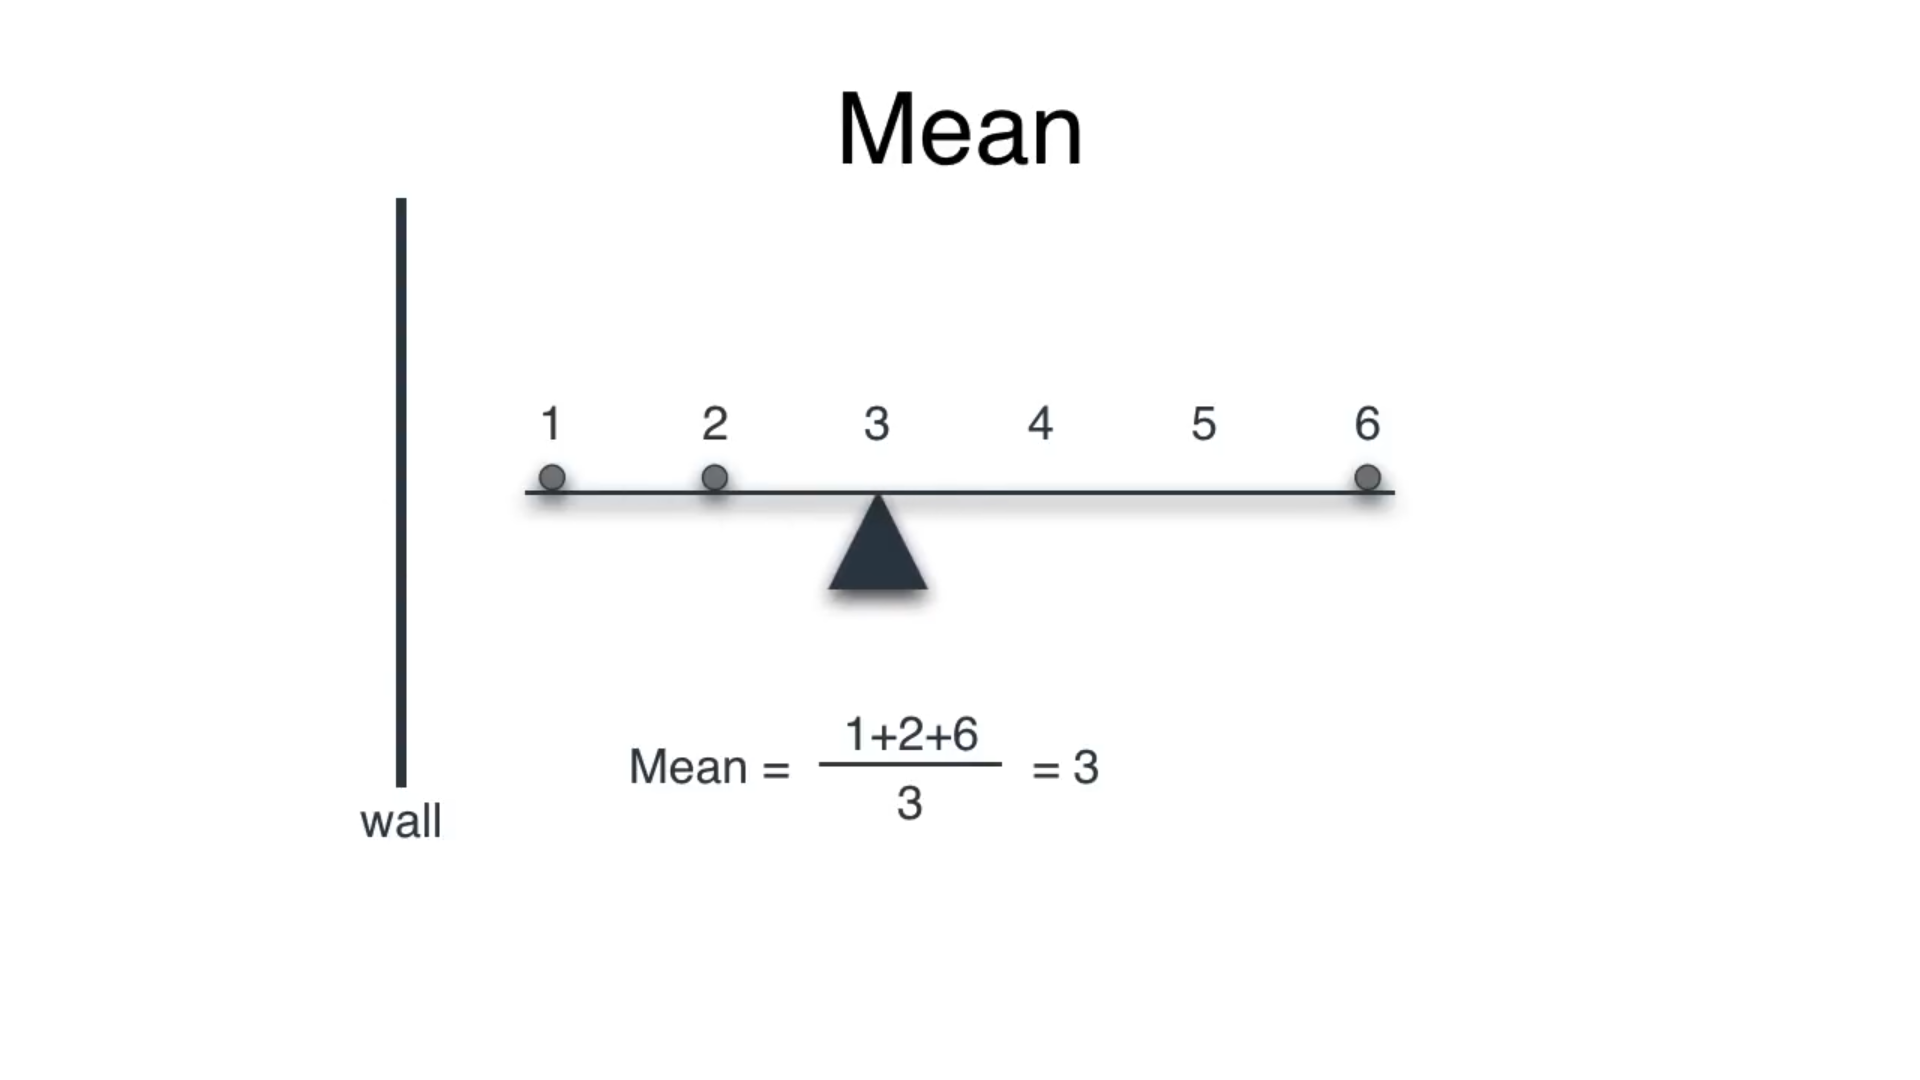 Mean
1 2 3 4 5 6
Mean = 1+2+6 / 3 = 3
wall